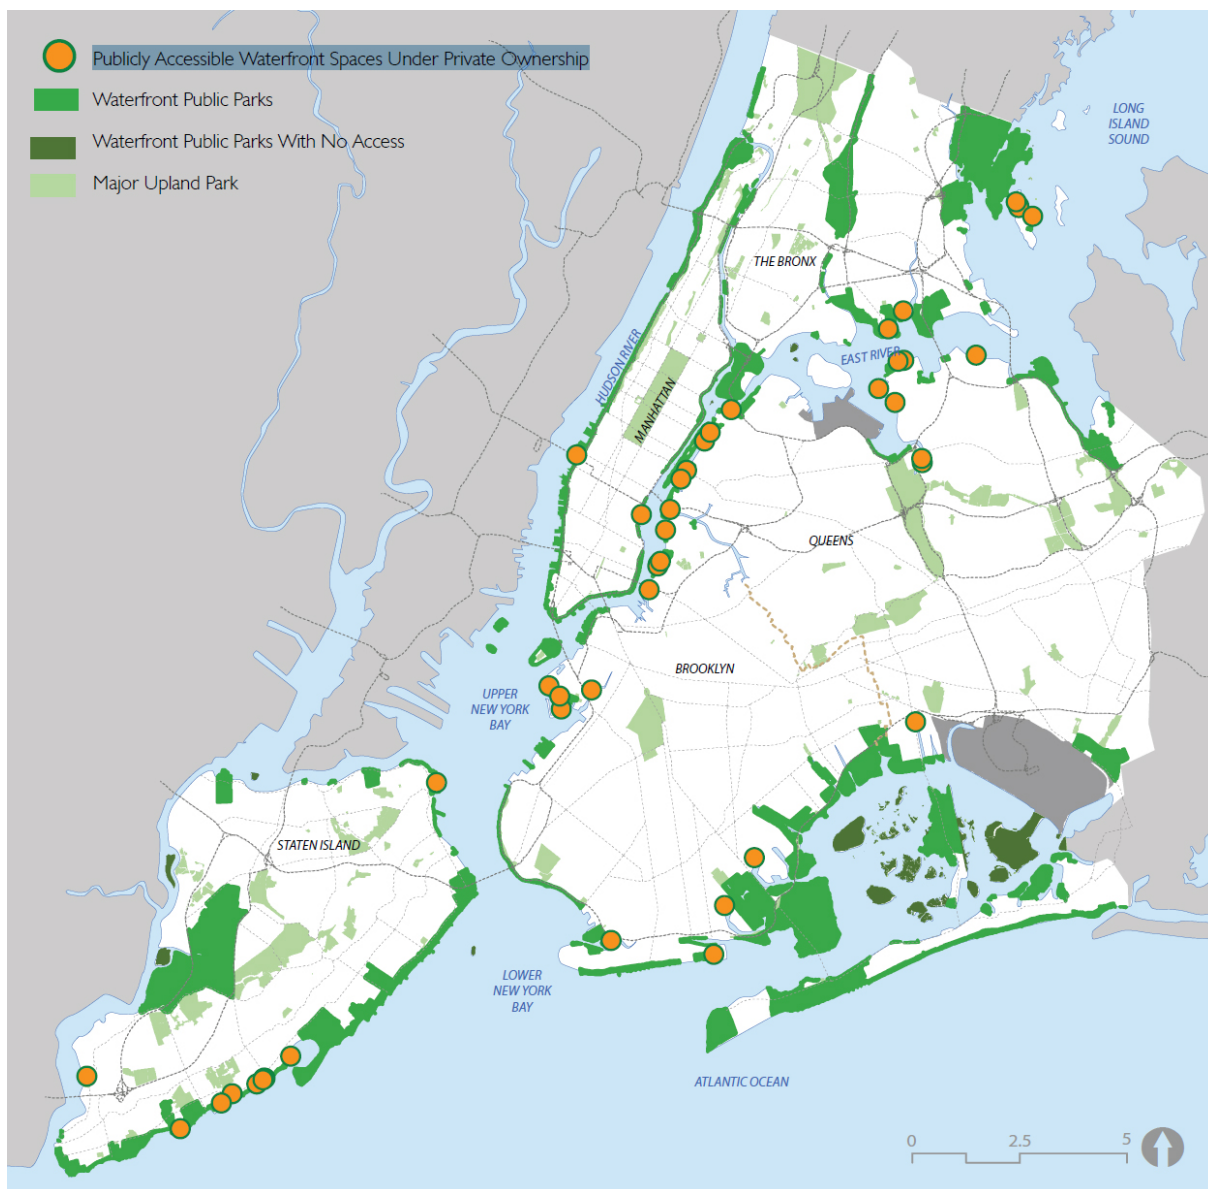 Publicly Accessible Waterfront Spaces Under Private Ownership
Waterfront Public Parks
Waterfront Public Parks With No Access
Major Upland Park
LONG
ISLAND
SOUND
THE BRONX
HUDSON RIVER
EAST RIVER
MANHATTAN
QUEENS
BROOKLYN
UPPER
NEW YORK
BAY
STATEN ISLAND
LOWER
NEW YORK
BAY
ATLANTIC OCEAN
0 2.5 5